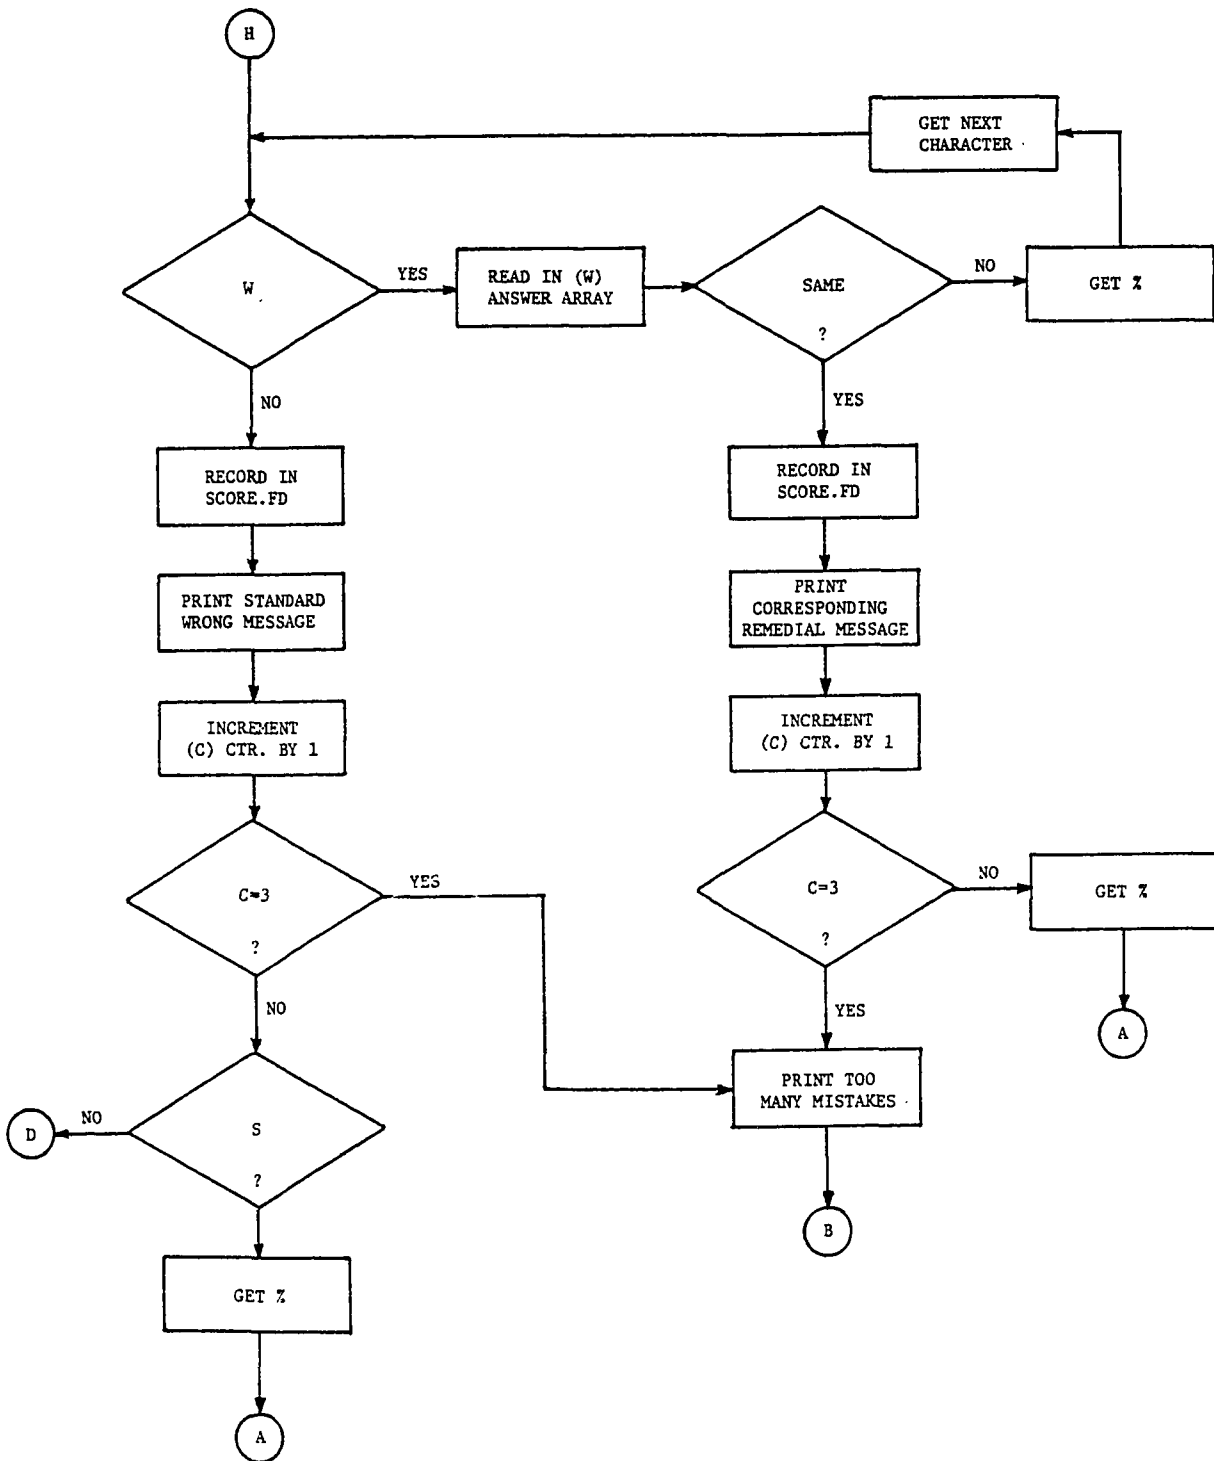 H
GET NEXT
CHARACTER
W
YES
READ IN (W)
ANSWER ARRAY
SAME
?
NO
GET %
NO
YES
RECORD IN
SCORE.FD
RECORD IN
SCORE.FD
PRINT STANDARD
WRONG MESSAGE
PRINT
CORRESPONDING
REMEDIAL MESSAGE
INCREMENT
(C) CTR. BY 1
INCREMENT
(C) CTR. BY 1
C=3
?
YES
C=3
?
NO
GET %
NO
YES
A
PRINT TOO
MANY MISTAKES
D
NO
S
?
B
GET %
A